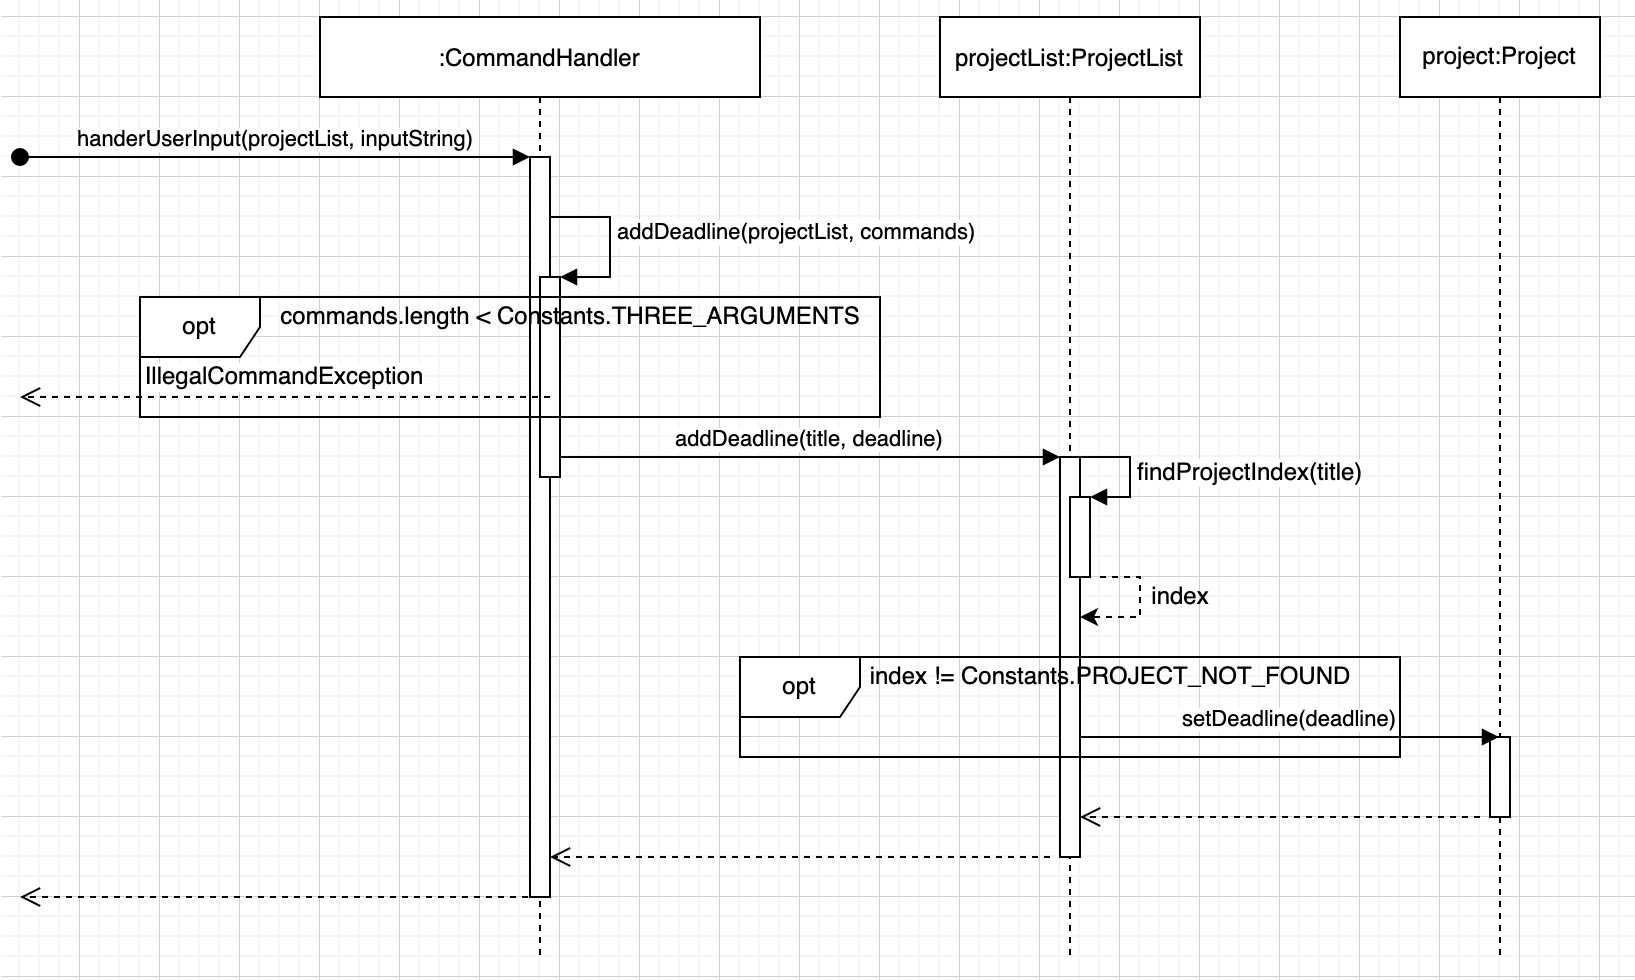 :CommandHandler
projectList:ProjectList
project:Project
handerUserInput(projectList, inputString)
addDeadline(projectList, commands)
opt
commands.length < Constants.THREE_ARGUMENTS
IllegalCommandException
addDeadline(title, deadline)
findProjectIndex(title)
index
opt
index != Constants.PROJECT_NOT_FOUND
setDeadline(deadline)